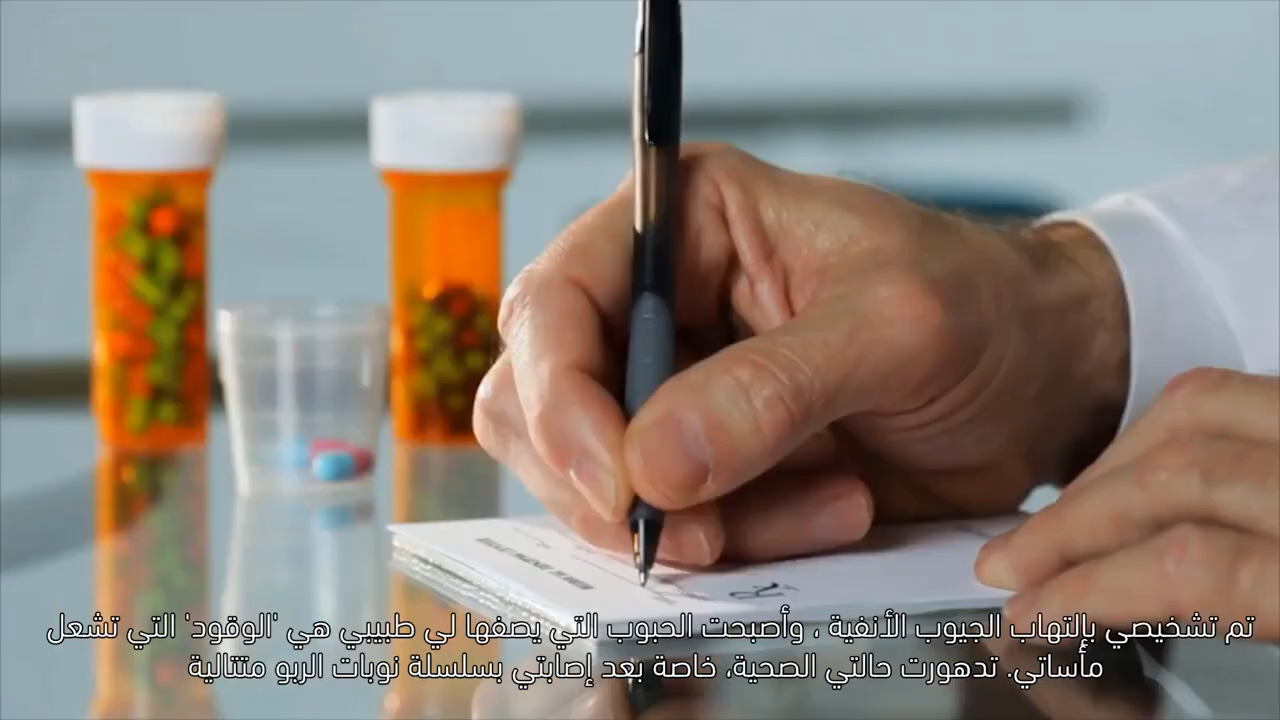 تم تشخيصي بإلتهاب الجيوب الأنفية ، وأصبحت الحبوب التي يصفها لي طبيبي هي 'الوقود' التي تشعل
مأساتي. تدهورت حالتي الصحية، خاصة بعد إصابتي بسلسلة نوبات الربو متتالية
R